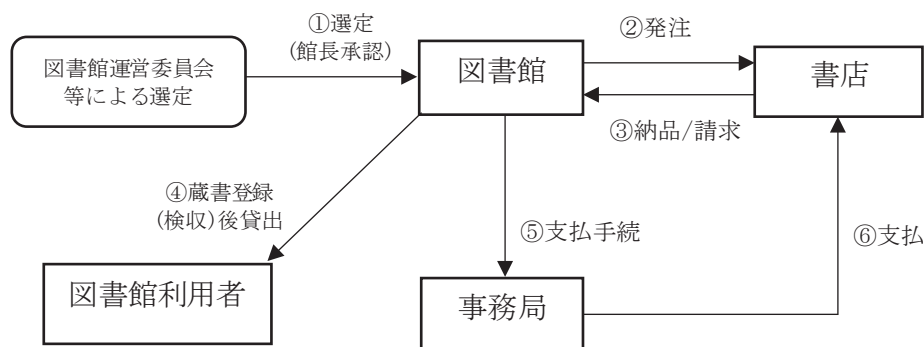 ①選定
(館長承認)
②発注
図書館運営委員会
等による選定
図書館
書店
③納品/請求
④蔵書登録
(検収)後貸出
⑤支払手続
⑥支払
図書館利用者
事務局